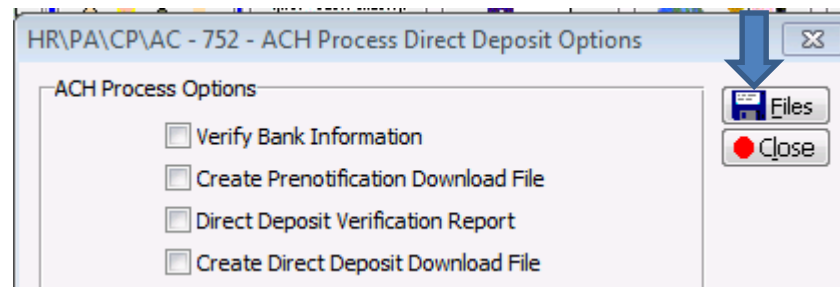 HR\PA\CP\AC - 752 - ACH Process Direct Deposit Options
ACH Process Options
Files
Verify Bank Information
Close
Create Prenotification Download File
Direct Deposit Verification Report
Create Direct Deposit Download File